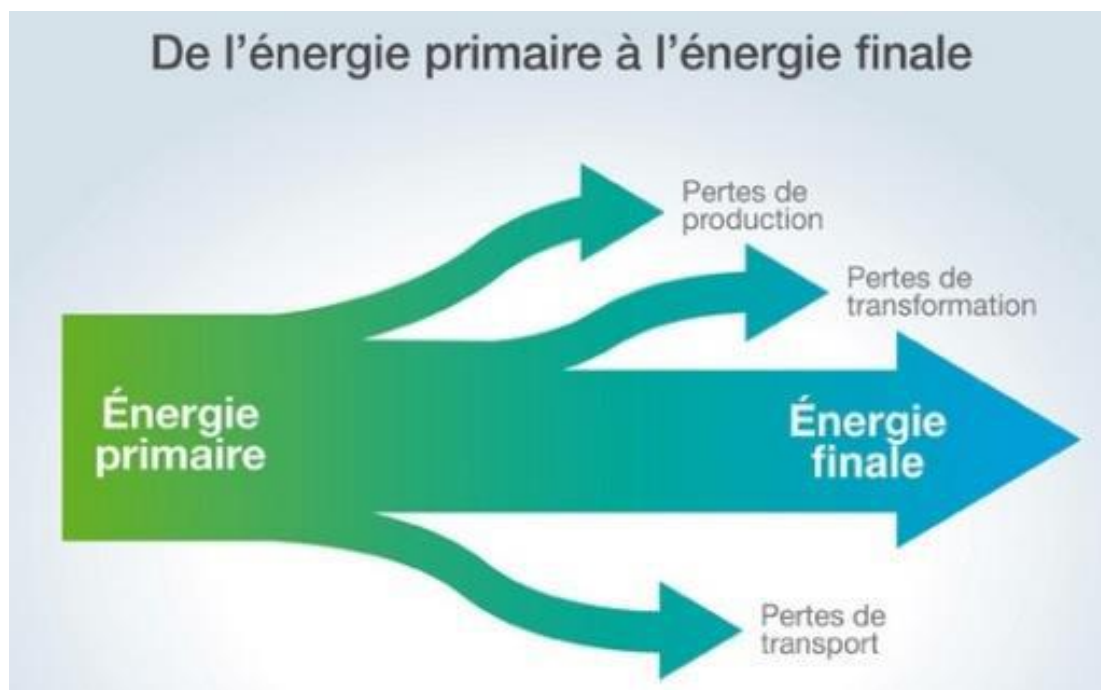 De l'énergie primaire à l'énergie finale
Pertes de
production
Pertes de
transformation
Énergie
primaire
Énergie
finale
Pertes de
transport